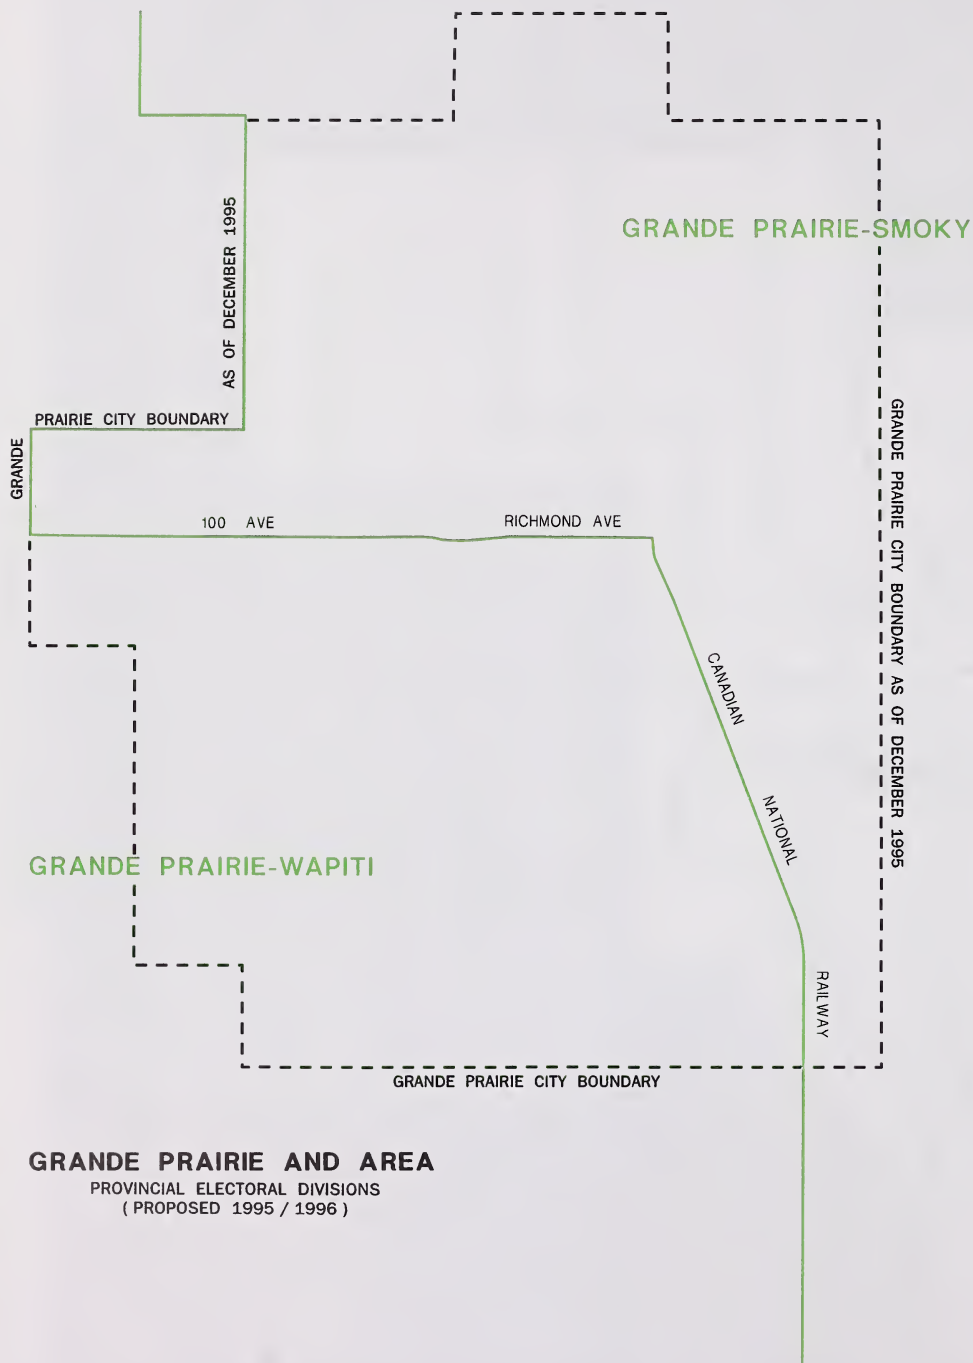 GRANDE PRAIRIE-SMOKY
AS OF DECEMBER 1995
PRAIRIE CITY BOUNDARY
GRANDE
GRANDE PRAIRIE CITY BOUNDARY AS OF DECEMBER 1995
100 AVE
RICHMOND AVE
CANADIAN
NATIONAL
GRANDE PRAIRIE-WAPITI
RAILWAY
GRANDE PRAIRIE CITY BOUNDARY
GRANDE PRAIRIE AND AREA
PROVINCIAL ELECTORAL DIVISIONS
( PROPOSED 1995 / 1996 )